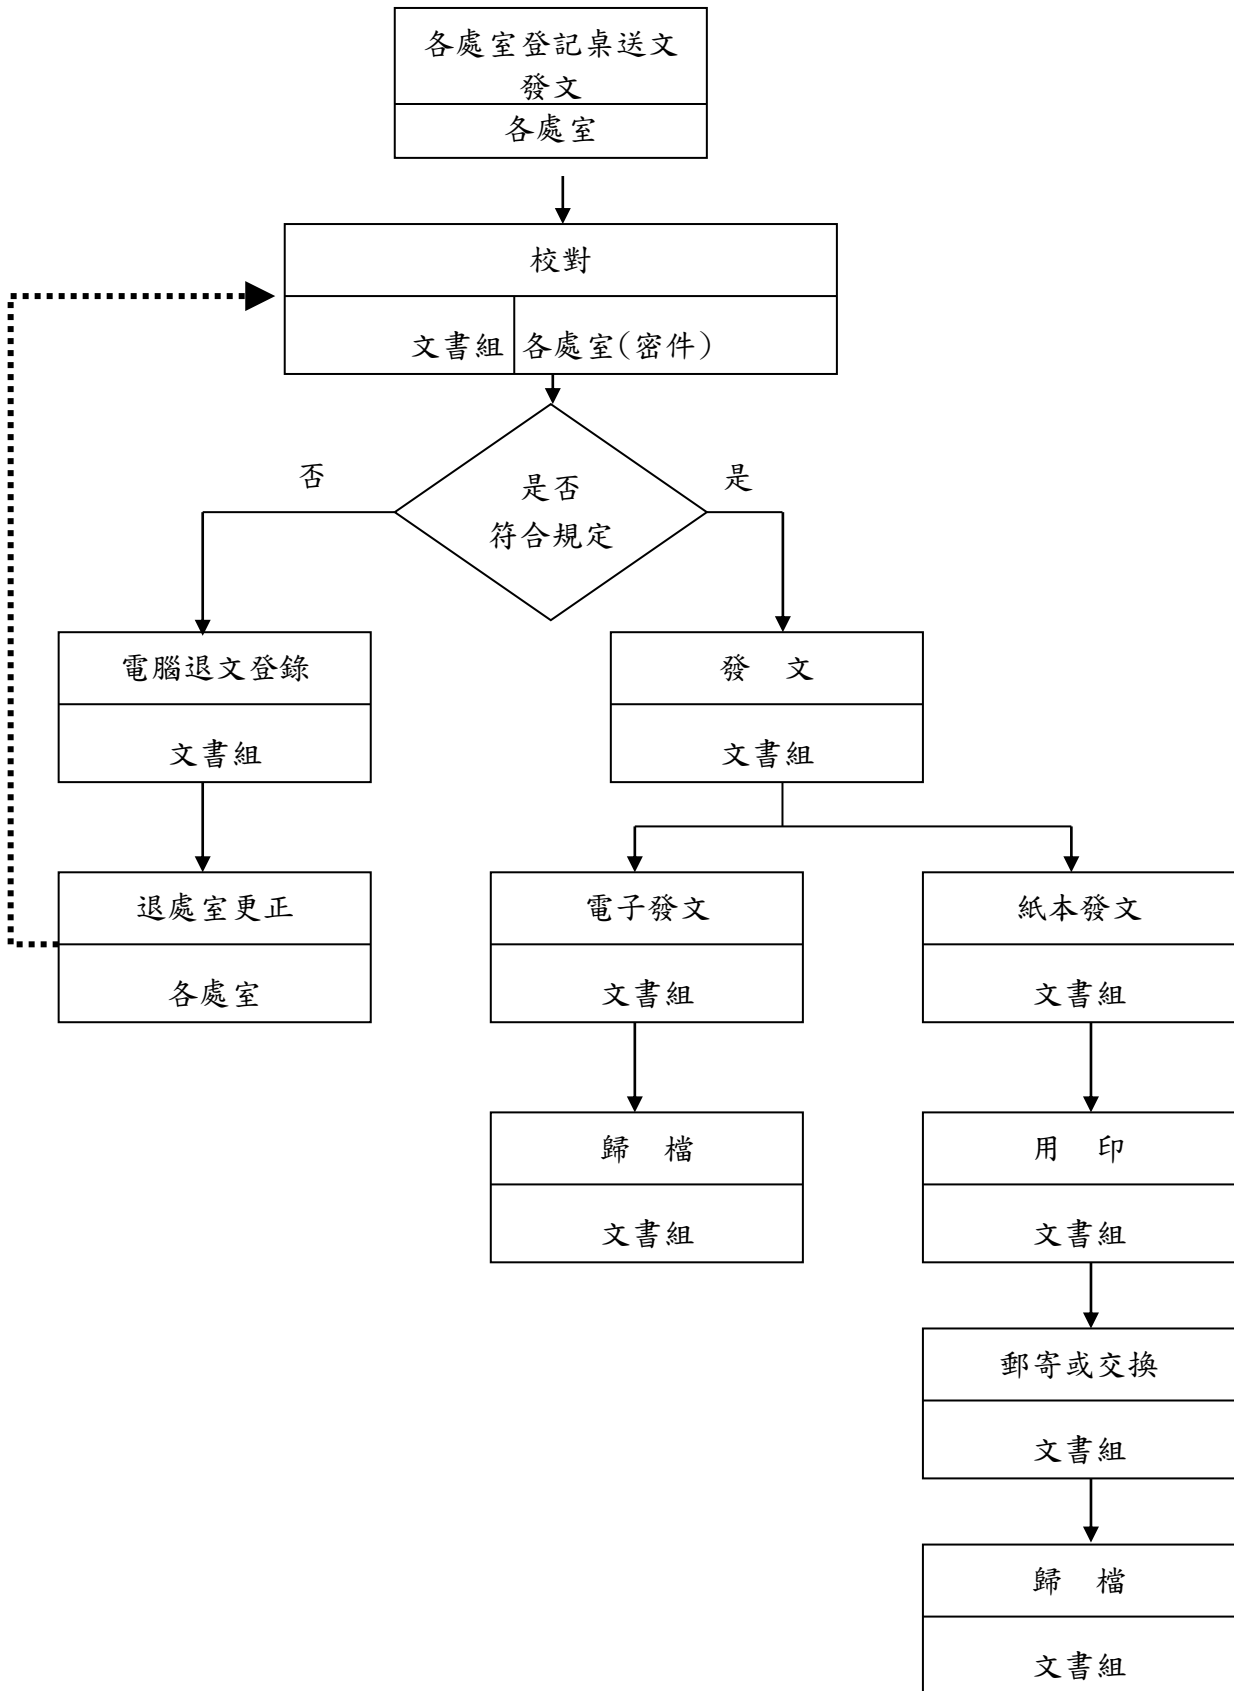 各處室登記桌送文
發文
各處室
校對
文書組 各處室(密件)
否
是
是否
符合規定
電腦退文登錄
文書組
發 文
文書組
退處室更正
各處室
電子發文
文書組
紙本發文
文書組
歸 檔
文書組
用 印
文書組
郵寄或交換
文書組
歸 檔
文書組